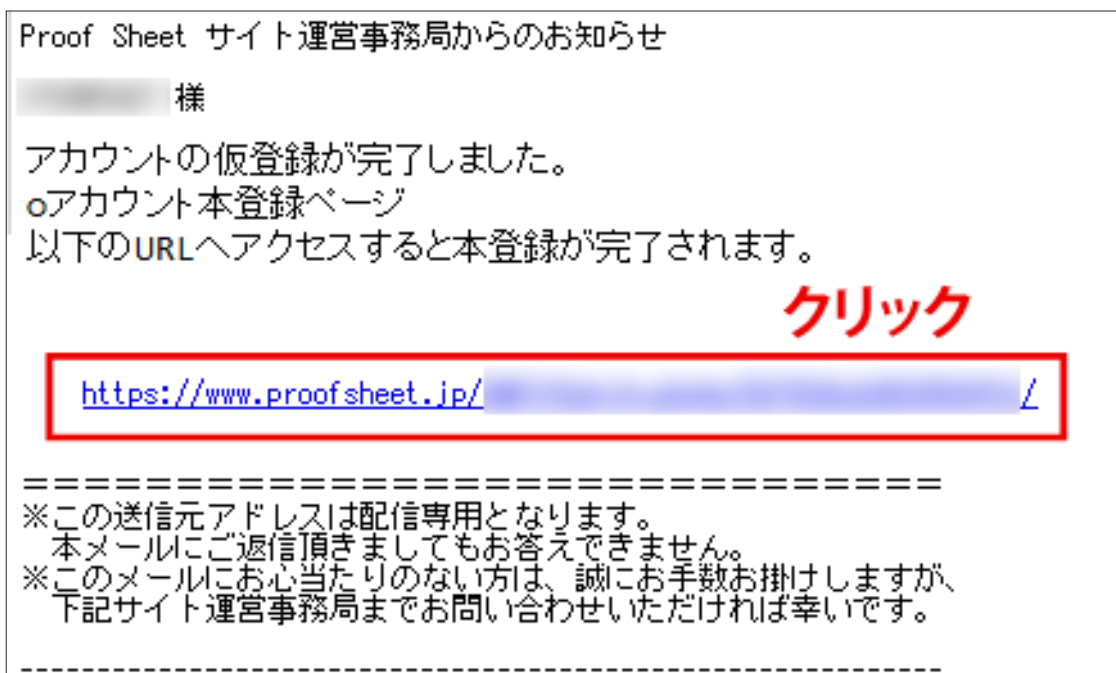 Proof Sheet サイト運営事務局からのお知らせ
様
アカウントの仮登録が完了しました。
oアカウント本登録ページ
以下のURLへアクセスすると本登録が完了されます。
クリック
https://www.proofsheet.jp/ /
==============================
※この送信元アドレスは配信専用となります。
本メールにご返信頂きましてもお答えできません。
※このメールにお心当たりのない方は、誠にお手数お掛けしますが、
下記サイト運営事務局までお問い合わせいただければ幸いです。
------------------------------------------------------------